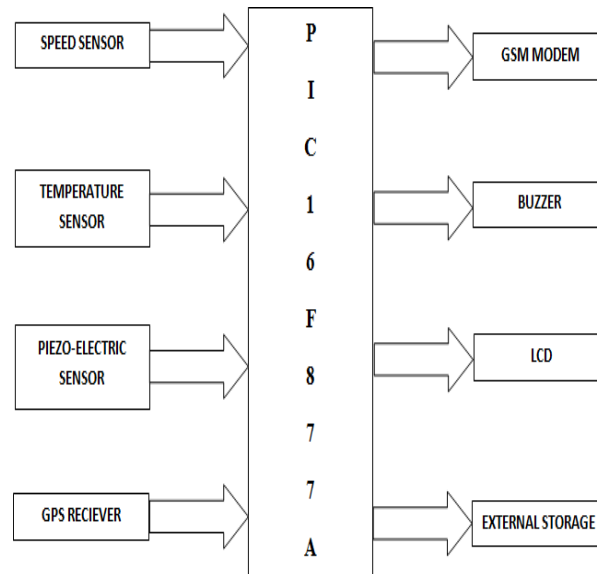 SPEED SENSOR
TEMPERATURE
SENSOR
PIEZO-ELECTRIC
SENSOR
GPS RECIEVER
P
I
C
1
6
F
8
7
7
A
GSM MODEM
BUZZER
LCD
EXTERNAL STORAGE